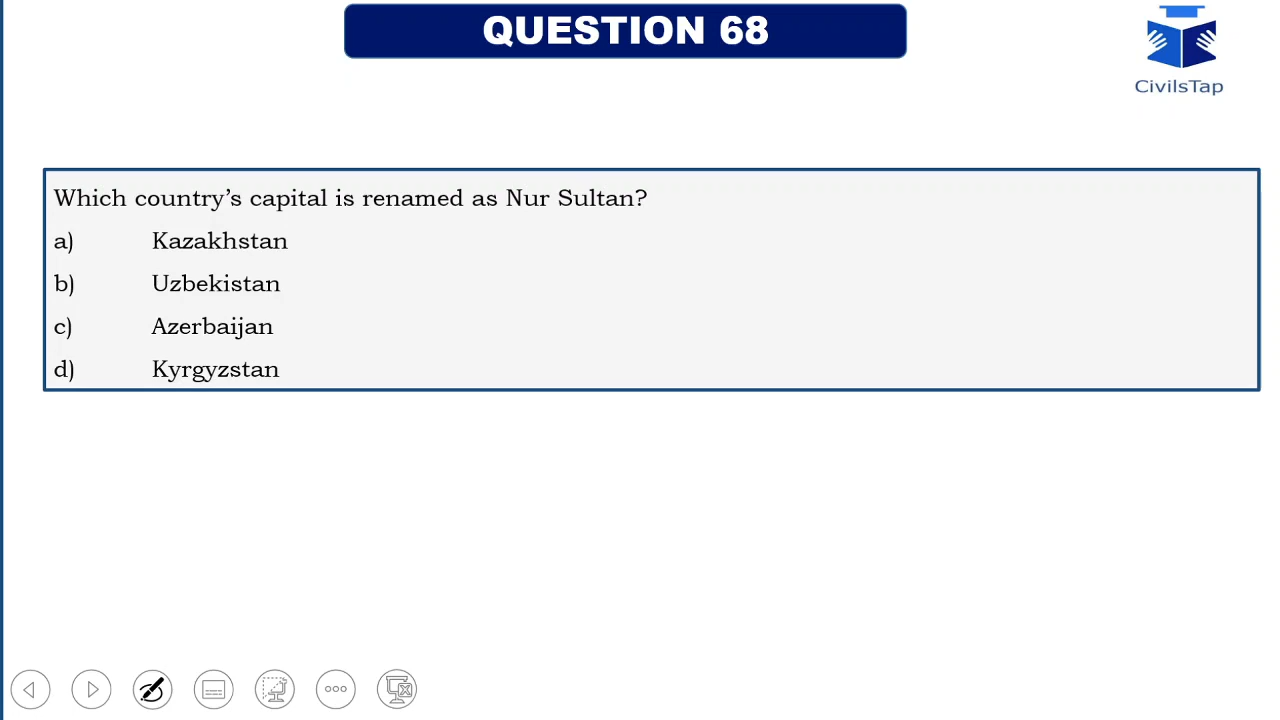 QUESTION 68
CivilsTap
Which country’s capital is renamed as Nur Sultan?
a) Kazakhstan
b) Uzbekistan
c) Azerbaijan
d) Kyrgyzstan